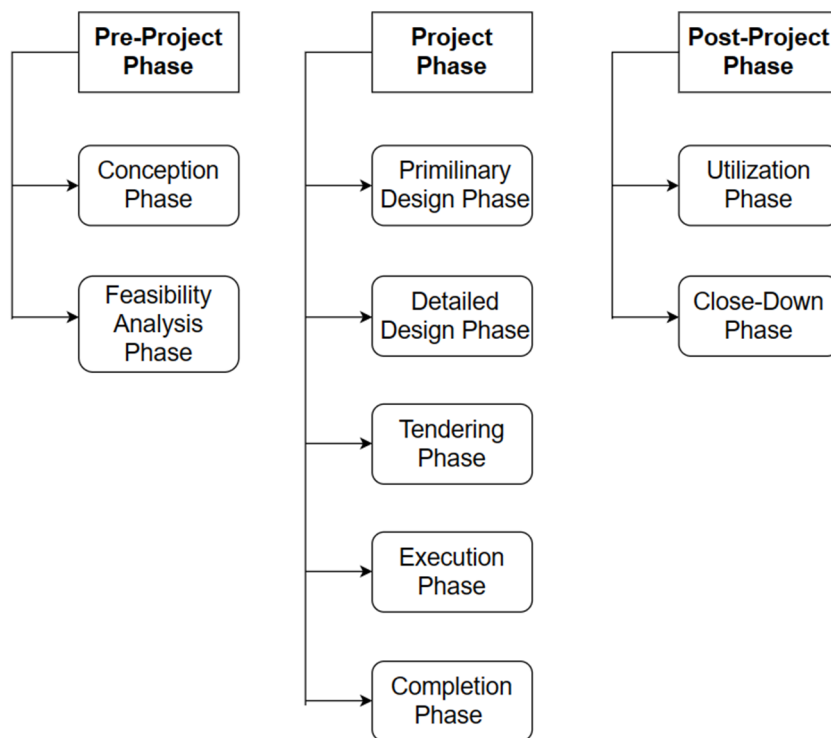 Pre-Project
Phase
Conception
Phase
Feasibility
Analysis
Phase
Project
Phase
Primilinary
Design Phase
Detailed
Design Phase
Tendering
Phase
Execution
Phase
Completion
Phase
Post-Project
Phase
Utilization
Phase
Close-Down
Phase